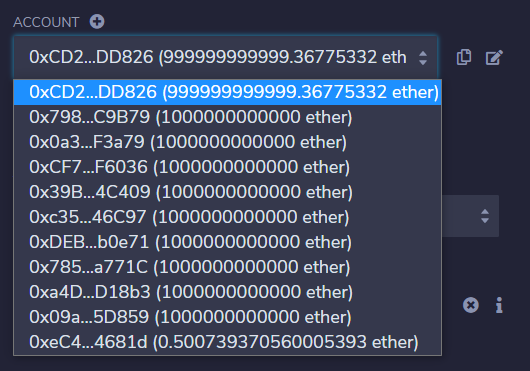 ACCOUNT
0xCD2...DD826 (999999999999.36775332 eth
0xCD2...DD826 (999999999999.36775332 ether)
0x798...C9B79 (1000000000000 ether)
0x0a3...F3a79 (1000000000000 ether)
0xCF7...F6036 (1000000000000 ether)
0x39B...4C409 (1000000000000 ether)
0xc35...46C97 (1000000000000 ether)
0xDEB...b0e71 (1000000000000 ether)
0x785...a771C (1000000000000 ether)
0xa4D...D18b3 (1000000000000 ether)
0x09a...5D859 (1000000000000 ether)
0xeC4...4681d (0.500739370560005393 ether)